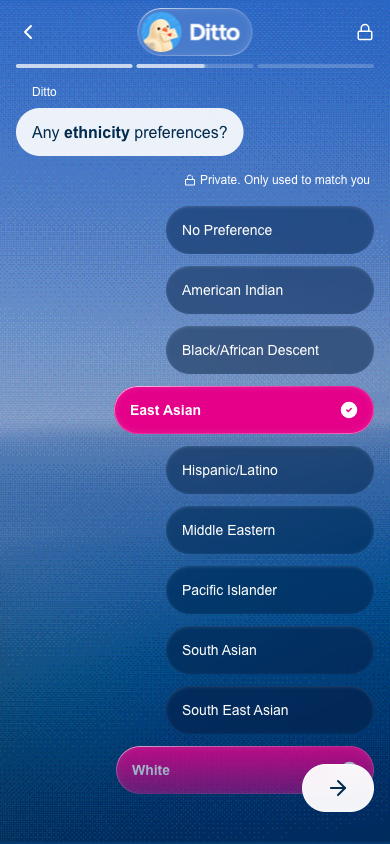 Ditto
Ditto
Any ethnicity preferences?
Private. Only used to match you
No Preference
American Indian
Black/African Descent
East Asian
Hispanic/Latino
Middle Eastern
Pacific Islander
South Asian
South East Asian
White